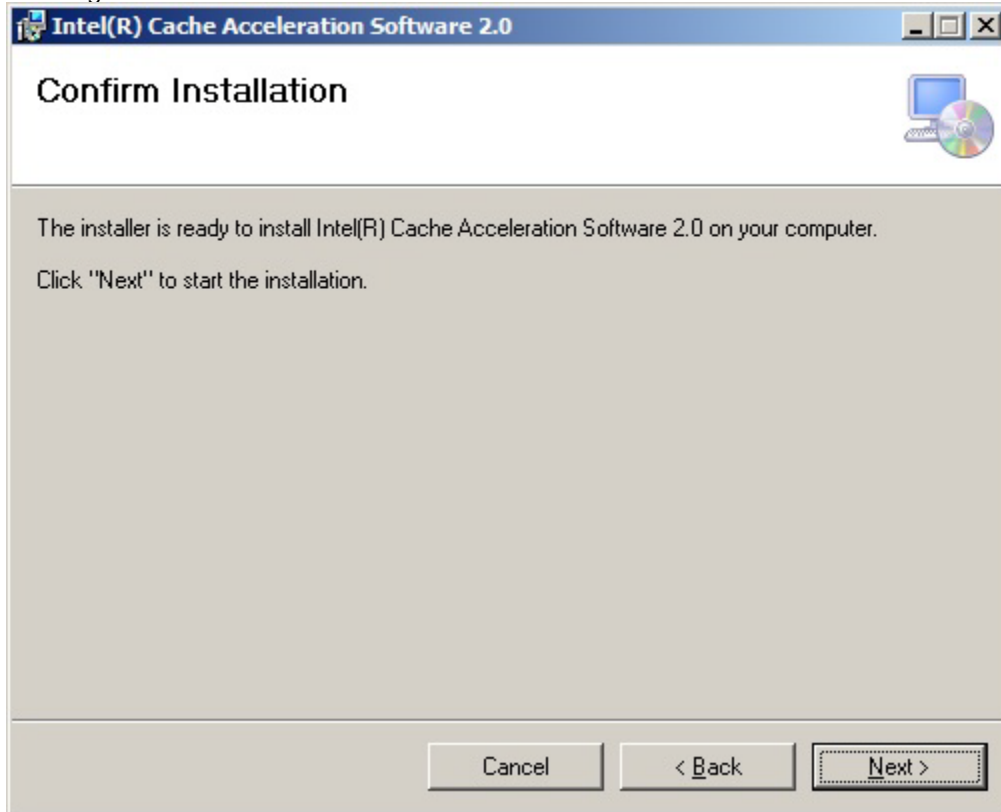 Intel(R) Cache Acceleration Software 2.0
Confirm Installation
The installer is ready to install Intel(R) Cache Acceleration Software 2.0 on your computer.
Click "Next" to start the installation.
Cancel
< Back
Next >